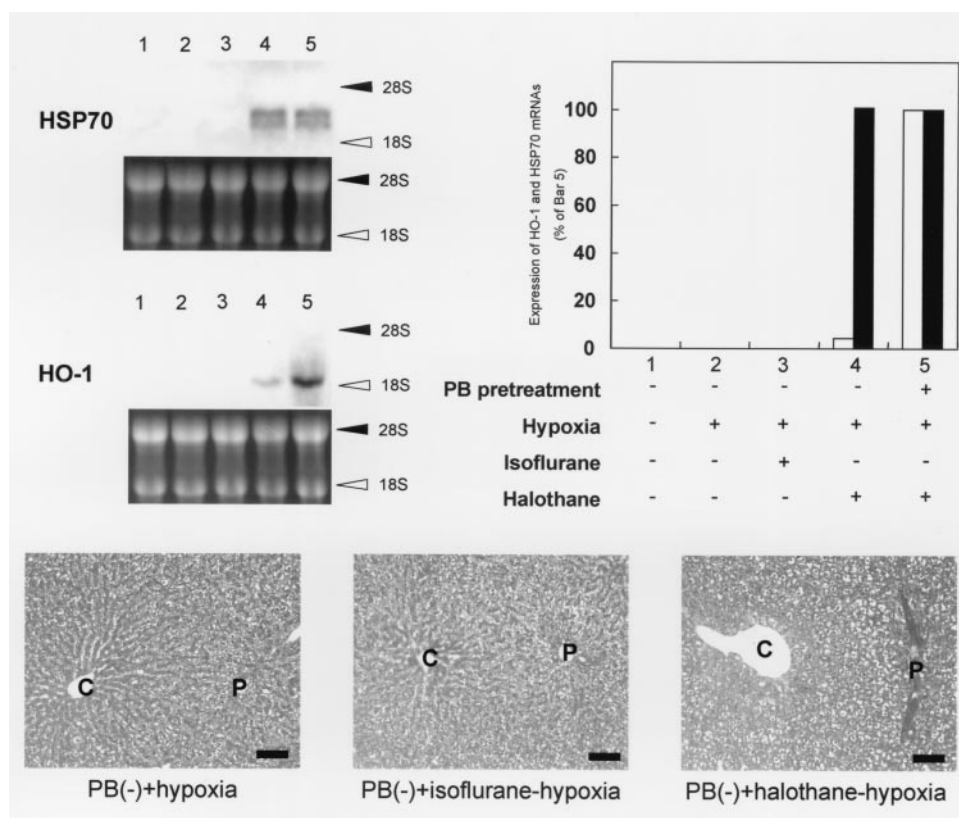 1 2 3 4 5
28S
HSP70
18S
28S
18S
1 2 3 4 5
28S
HO-1
18S
28S
18S
Expression of HO-1 and HSP70 mRNAs
(% of Bar 5)
100
80
60
40
20
0
1 2 3 4 5
PB pretreatment - - - - +
Hypoxia - + + + +
Isoflurane - - + - -
Halothane - - - + +
C P
C P
C P
PB(-)+hypoxia
PB(-)+isoflurane-hypoxia
PB(-)+halothane-hypoxia